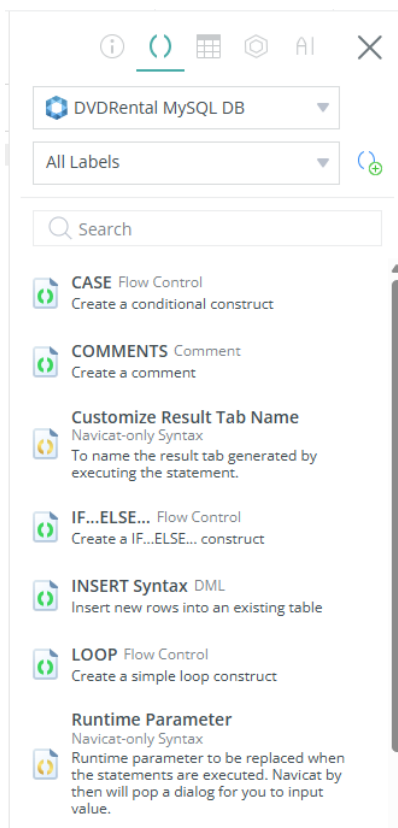 AI
DVDRental MySQL DB
All Labels
Search
CASE Flow Control
Create a conditional construct
COMMENTS Comment
Create a comment
Customize Result Tab Name
Navicat-only Syntax
To name the result tab generated by
executing the statement.
IF...ELSE... Flow Control
Create a IF...ELSE... construct
INSERT Syntax DML
Insert new rows into an existing table
LOOP Flow Control
Create a simple loop construct
Runtime Parameter
Navicat-only Syntax
Runtime parameter to be replaced when
the statements are executed. Navicat by
then will pop a dialog for you to input
value.